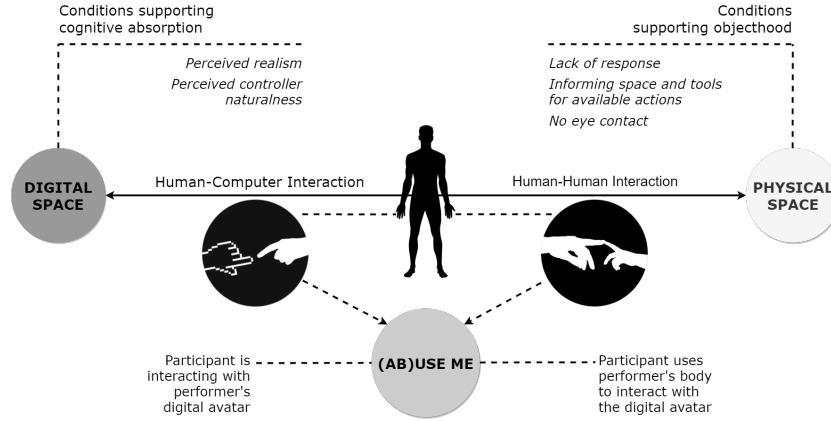 Conditions supporting
cognitive absorption
Perceived realism
Perceived controller
naturalness
Conditions
supporting objecthood
Lack of response
Informing space and tools
for available actions
No eye contact
DIGITAL
SPACE
Human-Computer Interaction
Human-Human Interaction
PHYSICAL
SPACE
(AB)USE ME
Participant is
interacting with
performer's
digital avatar
Participant uses
performer's body
to interact with
the digital avatar